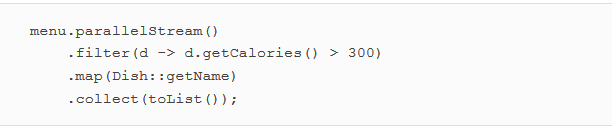 menu.parallelStream()
    .filter(d -> d.getCalories() > 300)
    .map(Dish::getName)
    .collect(toList());